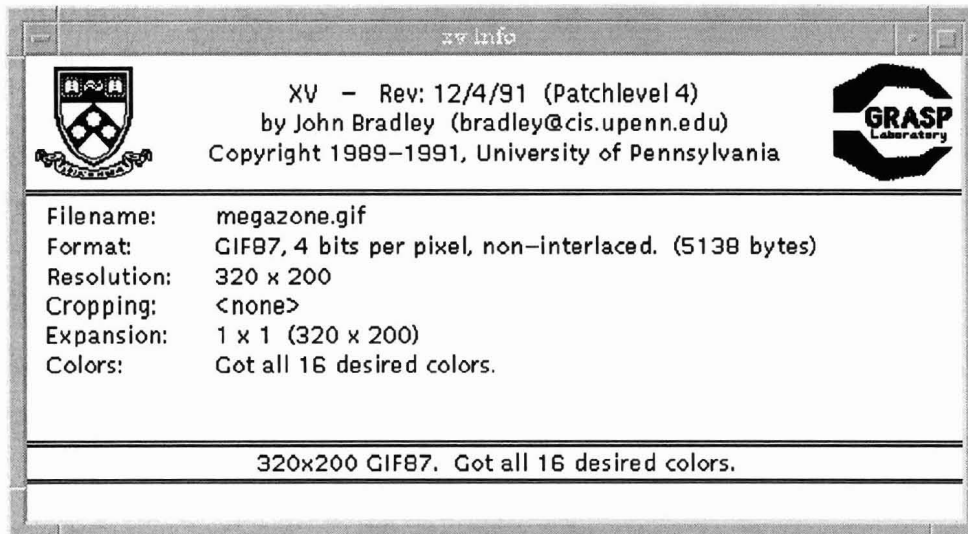 xv info
XV – Rev: 12/4/91 (Patchlevel 4)
by John Bradley (bradley@cis.upenn.edu)
Copyright 1989–1991, University of Pennsylvania
GRASP
Laboratory
Filename: megazone.gif
Format: GIF87, 4 bits per pixel, non–interlaced. (5138 bytes)
Resolution: 320 x 200
Cropping: <none>
Expansion: 1 x 1 (320 x 200)
Colors: Got all 16 desired colors.
320x200 GIF87. Got all 16 desired colors.